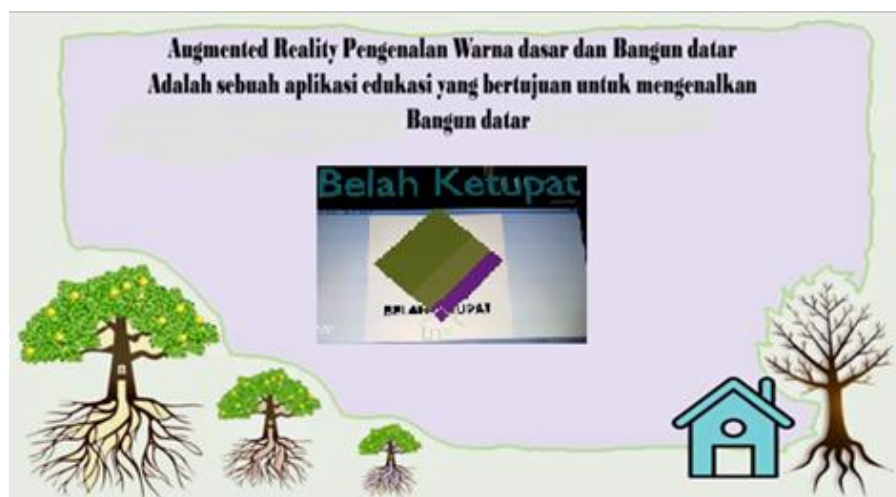 Augmented Reality Pengenalan Warna dasar dan Bangun datar
Adalah sebuah aplikasi edukasi yang bertujuan untuk mengenalkan
Bangun datar
Belah Ketupat